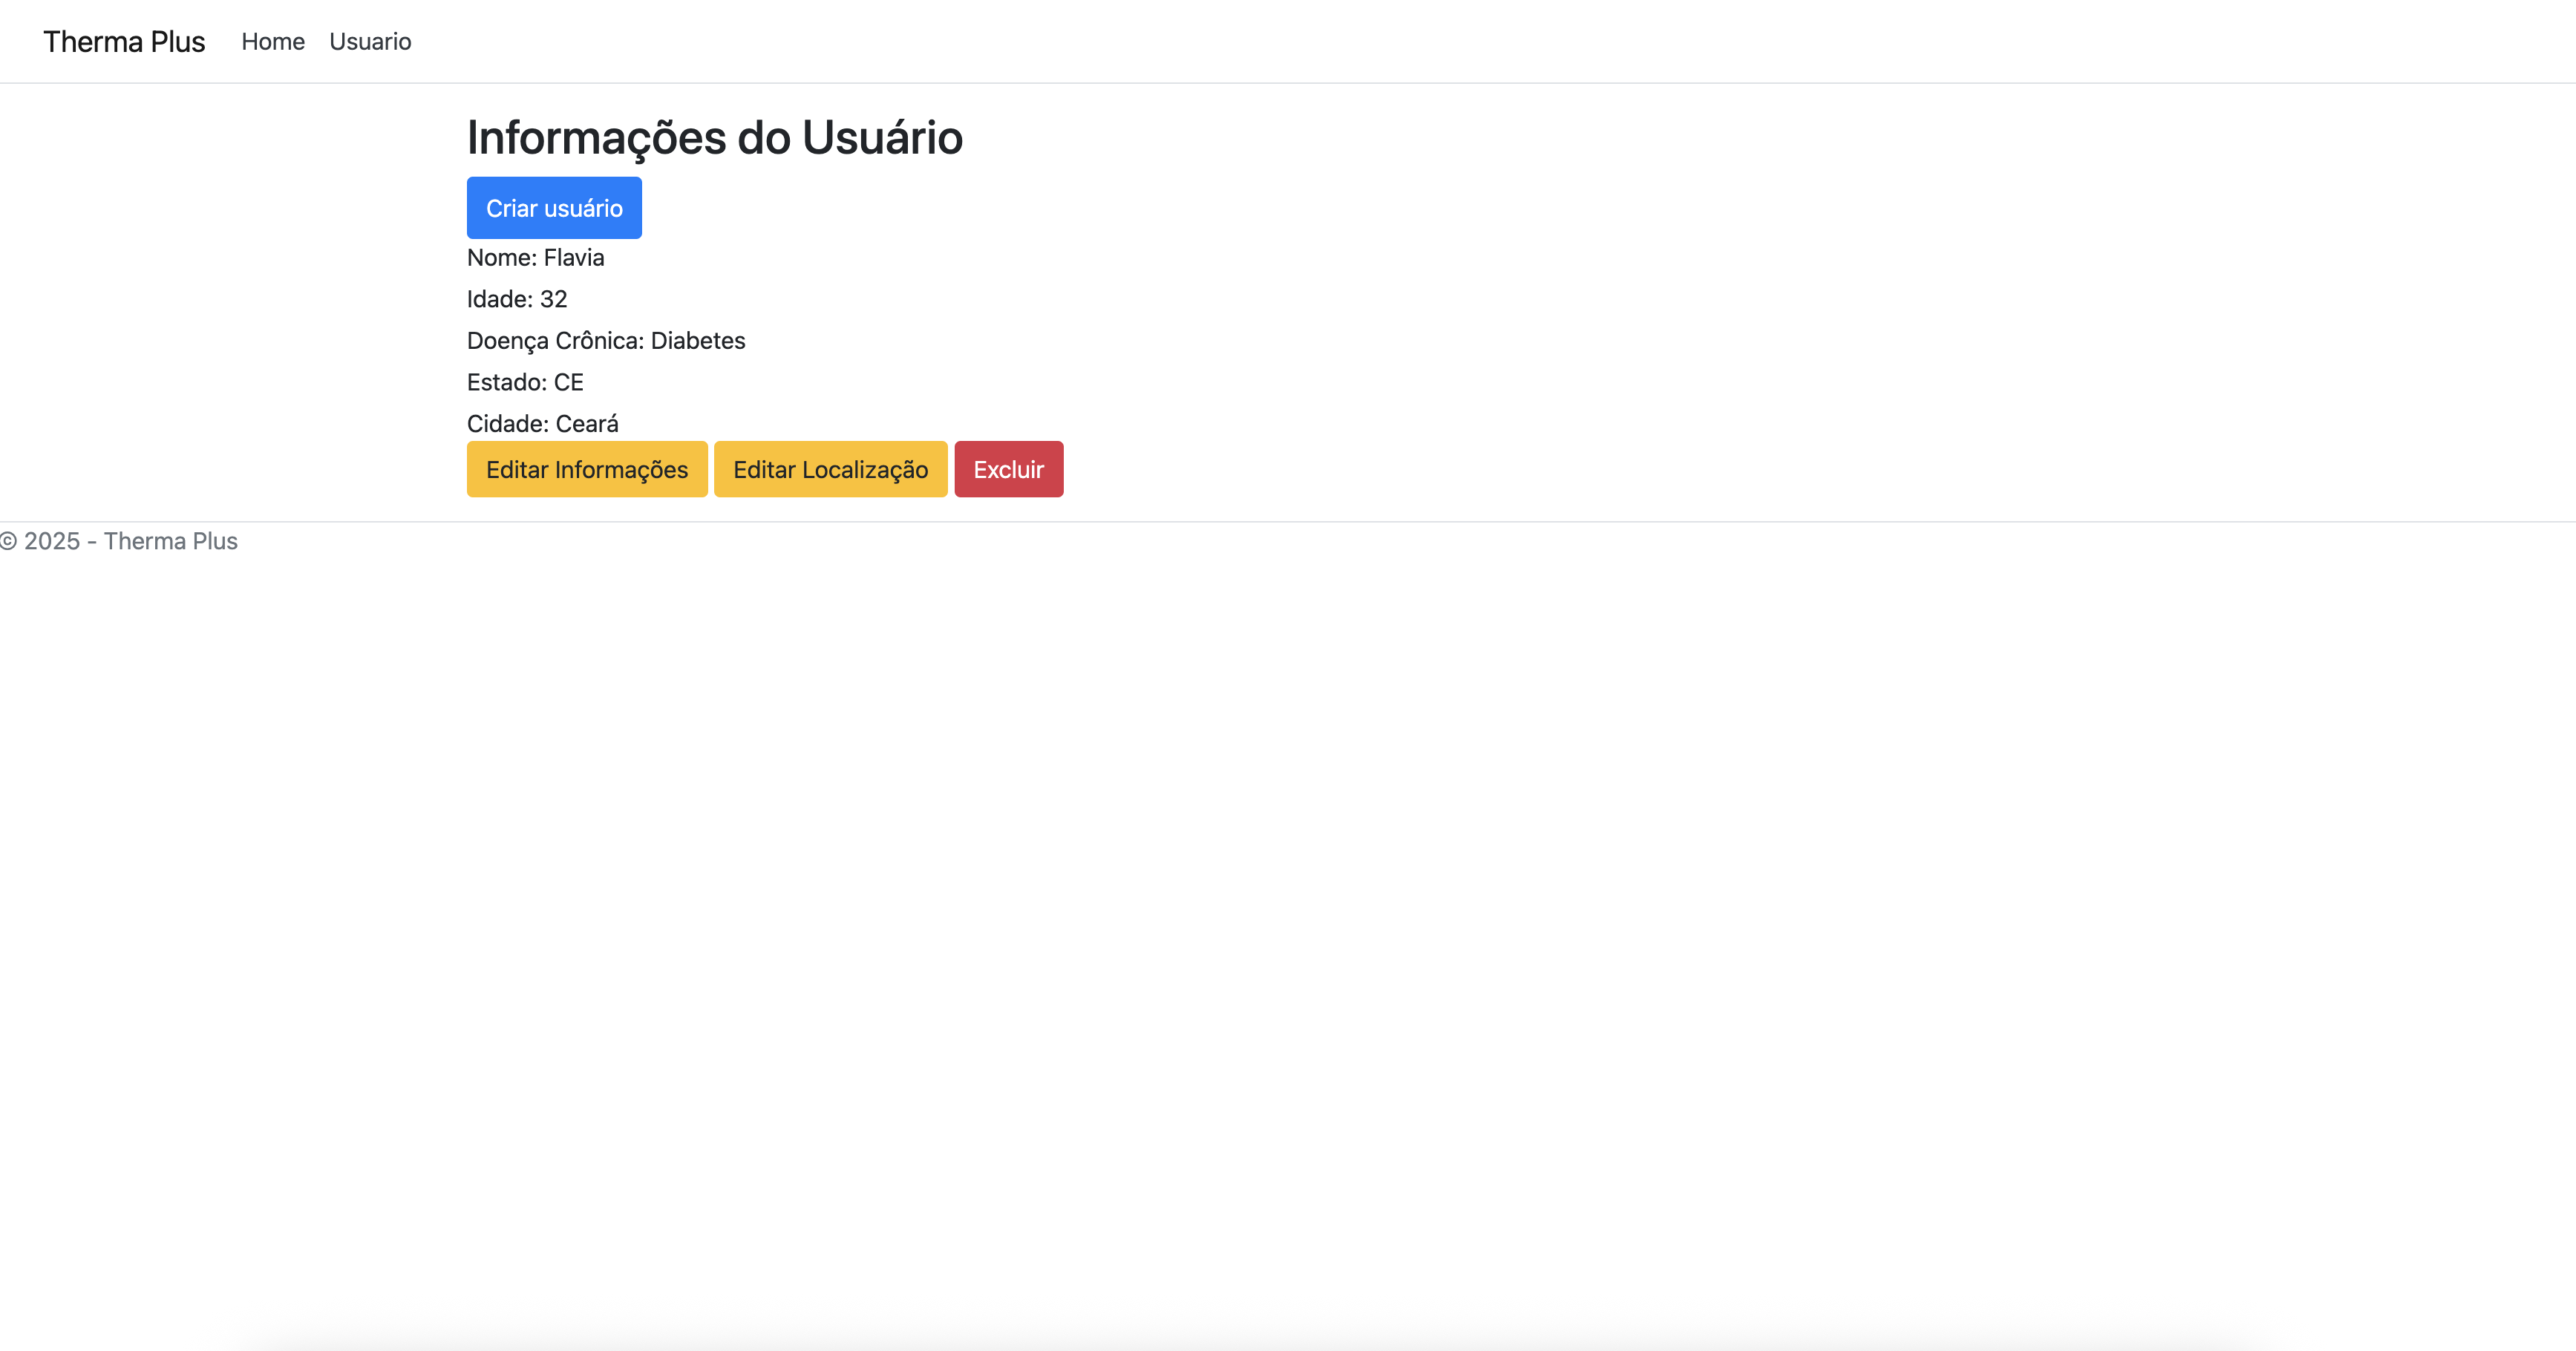 Therma Plus Home Usuario
Informações do Usuário
Criar usuário
Nome: Flavia
Idade: 32
Doença Crônica: Diabetes
Estado: CE
Cidade: Ceará
Editar Informações Editar Localização Excluir
© 2025 - Therma Plus